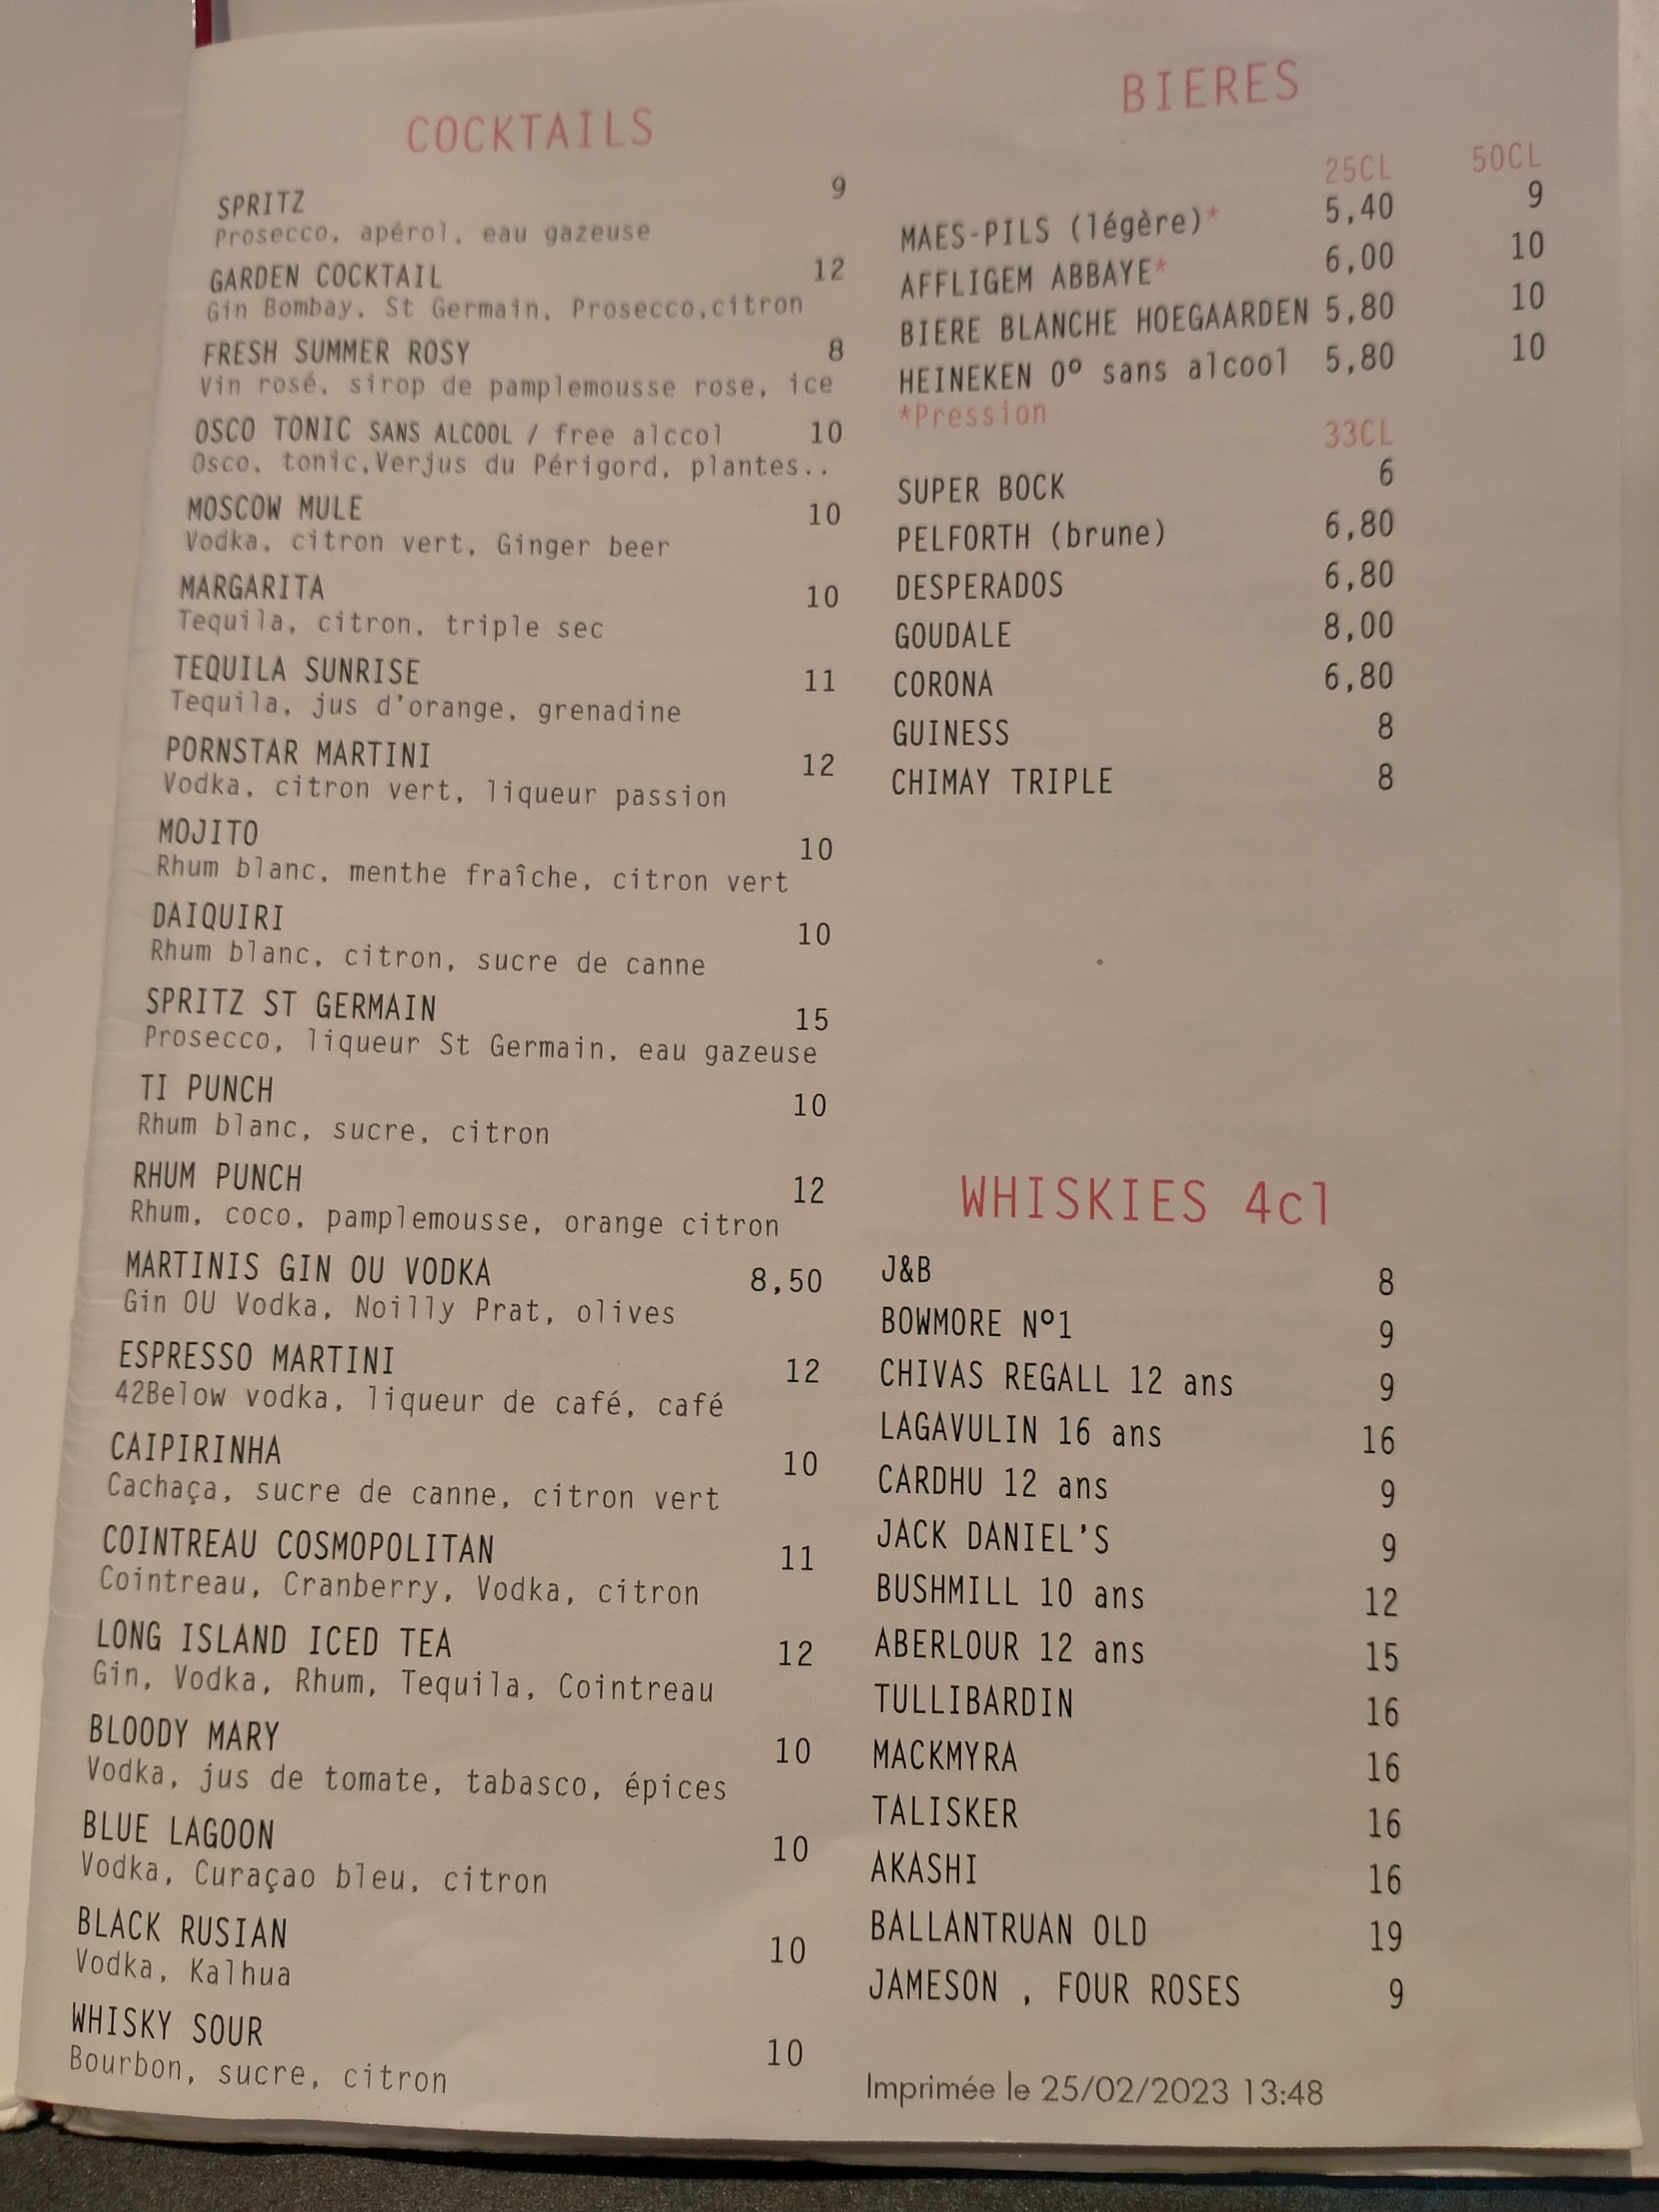 COCKTAILS
SPRITZ 9
Prosecco, apérol, eau gazeuse
GARDEN COCKTAIL 12
Gin Bombay, St Germain, Prosecco,citron
FRESH SUMMER ROSY 8
Vin rosé, sirop de pamplemousse rose, ice
OSCO TONIC SANS ALCOOL / free alccol 10
Osco, tonic,Verjus du Périgord, plantes..
MOSCOW MULE 10
Vodka, citron vert, Ginger beer
MARGARITA 10
Tequila, citron, triple sec
TEQUILA SUNRISE 11
Tequila, jus d'orange, grenadine
PORNSTAR MARTINI 12
Vodka, citron vert, liqueur passion
MOJITO 10
Rhum blanc, menthe fraîche, citron vert
DAIQUIRI 10
Rhum blanc, citron, sucre de canne
SPRITZ ST GERMAIN 15
Prosecco, liqueur St Germain, eau gazeuse
TI PUNCH 10
Rhum blanc, sucre, citron
RHUM PUNCH 12
Rhum, coco, pamplemousse, orange citron
MARTINIS GIN OU VODKA 8,50
Gin OU Vodka, Noilly Prat, olives
ESPRESSO MARTINI 12
42Below vodka, liqueur de café, café
CAIPIRINHA 10
Cachaça, sucre de canne, citron vert
COINTREAU COSMOPOLITAN 11
Cointreau, Cranberry, Vodka, citron
LONG ISLAND ICED TEA 12
Gin, Vodka, Rhum, Tequila, Cointreau
BLOODY MARY 10
Vodka, jus de tomate, tabasco, épices
BLUE LAGOON 10
Vodka, Curaçao bleu, citron
BLACK RUSIAN 10
Vodka, Kalhua
WHISKY SOUR 10
Bourbon, sucre, citron
BIERES
25CL 50CL
MAES-PILS (légère)* 5,40 9
AFFLIGEM ABBAYE* 6,00 10
BIERE BLANCHE HOEGAARDEN 5,80 10
HEINEKEN 0° sans alcool 5,80 10
*Pression
33CL
SUPER BOCK 6
PELFORTH (brune) 6,80
DESPERADOS 6,80
GOUDALE 8,00
CORONA 6,80
GUINESS 8
CHIMAY TRIPLE 8
WHISKIES 4cl
J&B 8
BOWMORE N°1 9
CHIVAS REGALL 12 ans 9
LAGAVULIN 16 ans 16
CARDHU 12 ans 9
JACK DANIEL'S 9
BUSHMILL 10 ans 12
ABERLOUR 12 ans 15
TULLIBARDIN 16
MACKMYRA 16
TALISKER 16
AKASHI 16
BALLANTRUAN OLD 19
JAMESON , FOUR ROSES 9
Imprimée le 25/02/2023 13:48